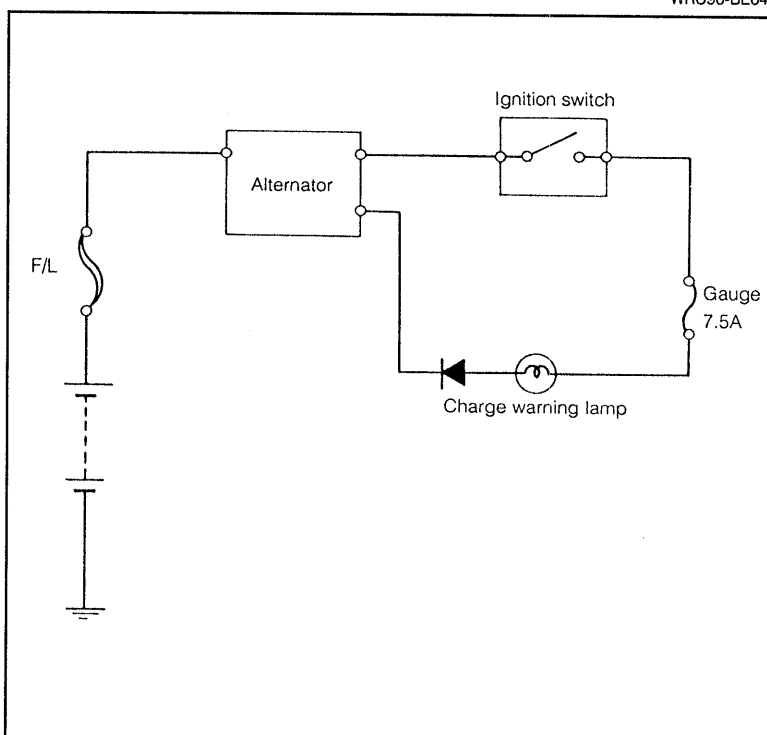 Ignition switch
Alternator
F/L
Gauge
7.5A
Charge warning lamp